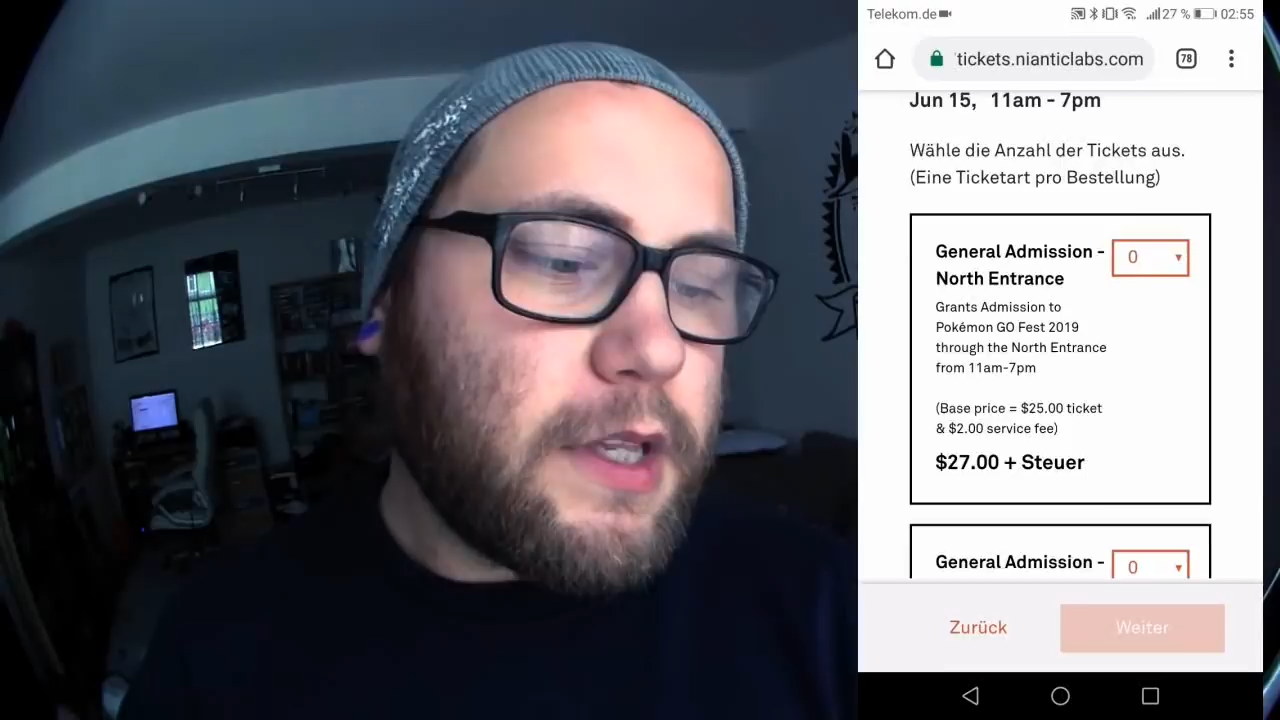 Telekom.de
27 %
02:55
tickets.nianticlabs.com
78
Jun 15, 11am - 7pm
Wähle die Anzahl der Tickets aus.
(Eine Ticketart pro Bestellung)
General Admission - 0
North Entrance
Grants Admission to
Pokémon GO Fest 2019
through the North Entrance
from 11am-7pm
(Base price = $25.00 ticket
& $2.00 service fee)
$27.00 + Steuer
General Admission - 0
Zurück
Weiter